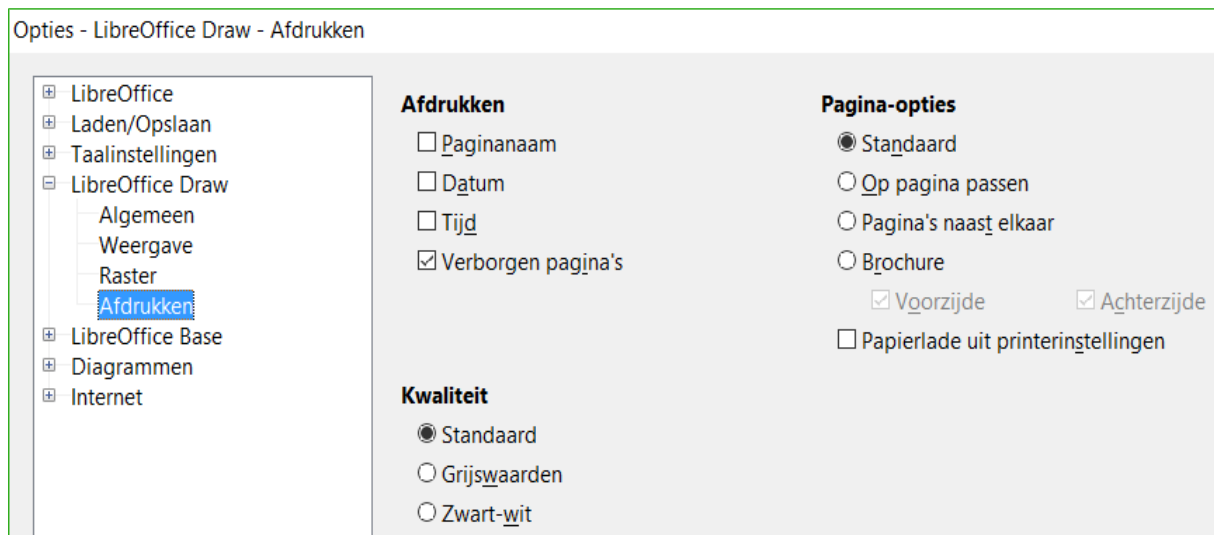 Opties - LibreOffice Draw - Afdrukken
LibreOffice
Laden/Opslaan
Taalinstellingen
LibreOffice Draw
Algemeen
Weergave
Raster
Afdrukken
LibreOffice Base
Diagrammen
Internet
Afdrukken
Paginanaam
Datum
Tijd
Verborgen pagina's
Kwaliteit
Standaard
Grijswaarden
Zwart-wit
Pagina-opties
Standaard
Op pagina passen
Pagina's naast elkaar
Brochure
Voorzijde Achterzijde
Papierlade uit printerinstellingen